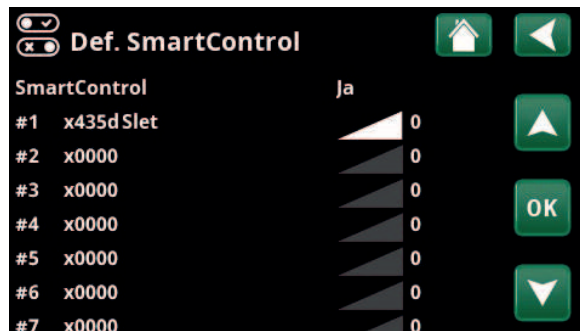 Def. SmartControl
SmartControl Ja
#1 x435d Slet 0
#2 x0000 0
#3 x0000 0
#4 x0000 0
OK
#5 x0000 0
#6 x0000 0
#7 x0000 0